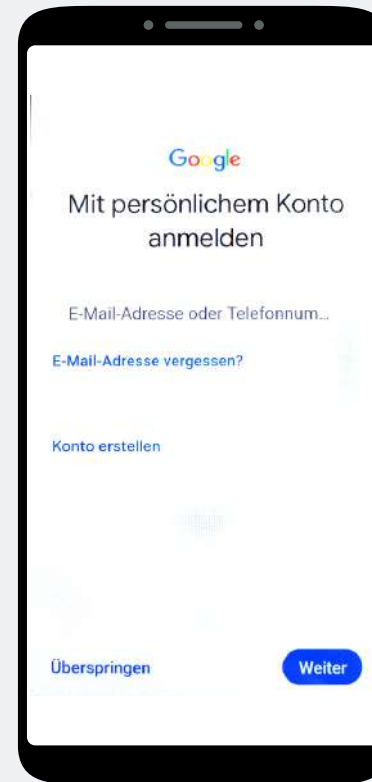 Google
Mit persönlichem Konto
anmelden
E-Mail-Adresse oder Telefonnum...
E-Mail-Adresse vergessen?
Konto erstellen
Überspringen
Weiter